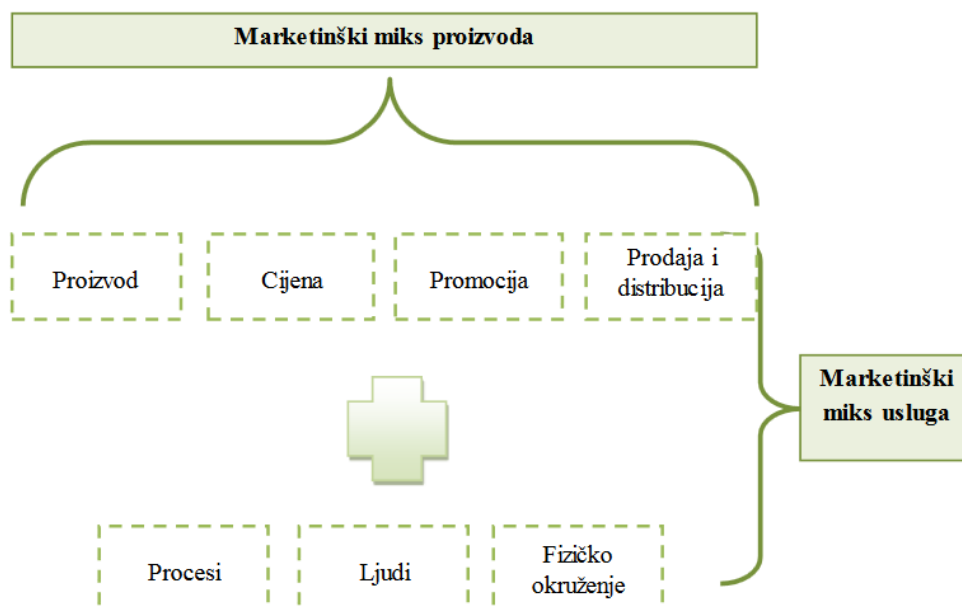 Marketinški miks proizvoda
Proizvod
Cijena
Promocija
Prodaja i
distribucija
Marketinški
miks usluga
Procesi
Ljudi
Fizičko
okruženje